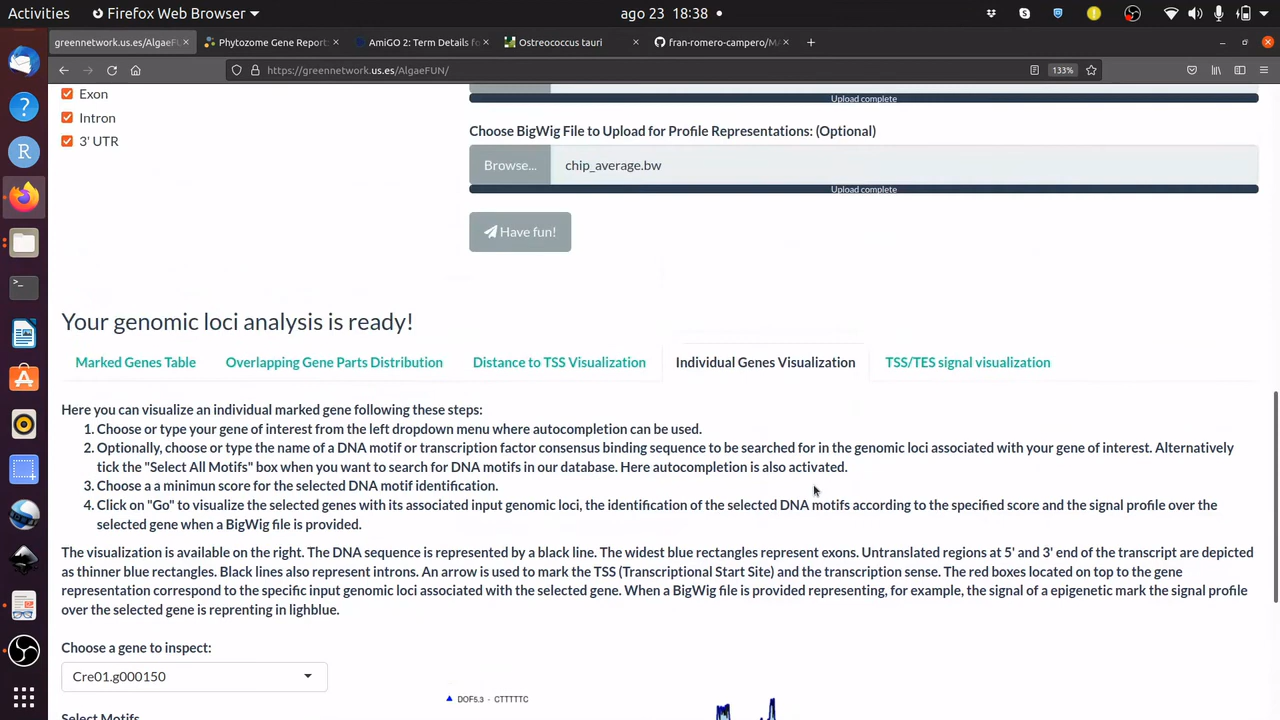 Activities
Firefox Web Browser
ago 23 18:38
greennetwork.us.es/AlgaeFU
Phytozome Gene Report
AmiGO 2: Term Details fo
Ostreococcus tauri
fran-romero-campero/MA
https://greennetwork.us.es/AlgaeFUN/
133%
Exon
Intron
3' UTR
Upload complete
Choose BigWig File to Upload for Profile Representations: (Optional)
Browse...
chip_average.bw
Upload complete
Have fun!
Your genomic loci analysis is ready!
Marked Genes Table
Overlapping Gene Parts Distribution
Distance to TSS Visualization
Individual Genes Visualization
TSS/TES signal visualization
Here you can visualize an individual marked gene following these steps:
1. Choose or type your gene of interest from the left dropdown menu where autocompletion can be used.
2. Optionally, choose or type the name of a DNA motif or transcription factor consensus binding sequence to be searched for in the genomic loci associated with your gene of interest. Alternatively
tick the "Select All Motifs" box when you want to search for DNA motifs in our database. Here autocompletion is also activated.
3. Choose a a minimun score for the selected DNA motif identification.
4. Click on "Go" to visualize the selected genes with its associated input genomic loci, the identification of the selected DNA motifs according to the specified score and the signal profile over the
selected gene when a BigWig file is provided.
The visualization is available on the right. The DNA sequence is represented by a black line. The widest blue rectangles represent exons. Untranslated regions at 5' and 3' end of the transcript are depicted
as thinner blue rectangles. Black lines also represent introns. An arrow is used to mark the TSS (Transcriptional Start Site) and the transcription sense. The red boxes located on top to the gene
representation correspond to the specific input genomic loci associated with the selected gene. When a BigWig file is provided representing, for example, the signal of a epigenetic mark the signal profile
over the selected gene is reprenting in lighblue.
Choose a gene to inspect:
Cre01.g000150
DOF5.3 - CTTTTTC
Select Motifs